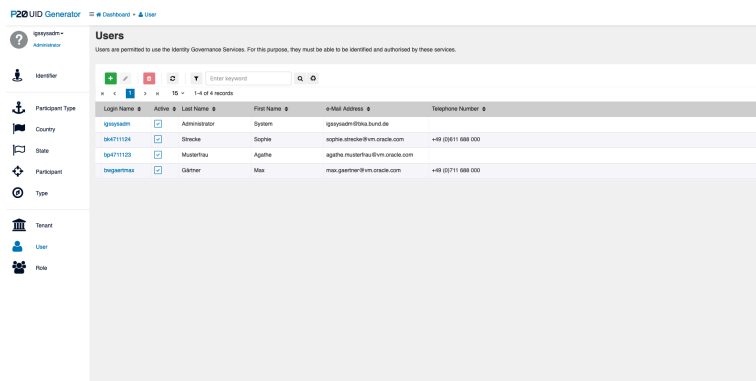 P20 UID Generator
Dashboard
User
igssysadm
Administrator
Identifier
Participant Type
Country
State
Participant
Type
Tenant
User
Role
Users
Users are permitted to use the Identity Governance Services. For this purpose, they must be able to be identified and authorised by these services.
Enter keyword
1 15 1-4 of 4 records
Login Name Active Last Name First Name e-Mail Address Telephone Number
igssysadm Administrator System igssysadm@bka.bund.de
bk4711124 Strecke Sophie sophie.strecke@vm.oracle.com +49 (0)611 688 000
bp4711123 Musterfrau Agathe agathe.musterfrau@vm.oracle.com
bwgaertmax Gärtner Max max.gaertner@vm.oracle.com +49 (0)711 688 000